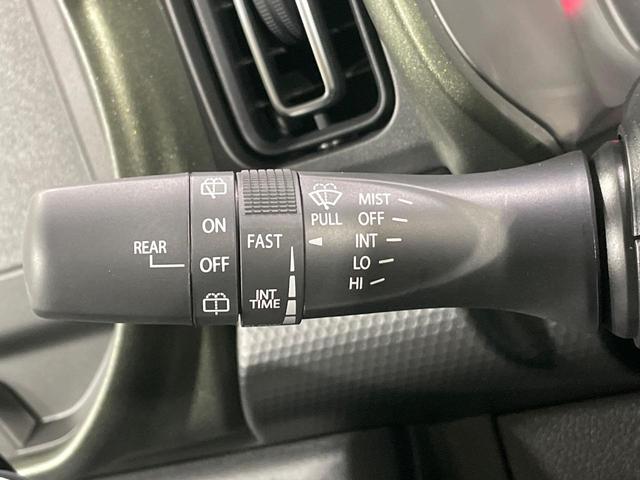 REAR
ON
OFF
FAST
INT
TIME
PULL
MIST
OFF
INT
LO
HI